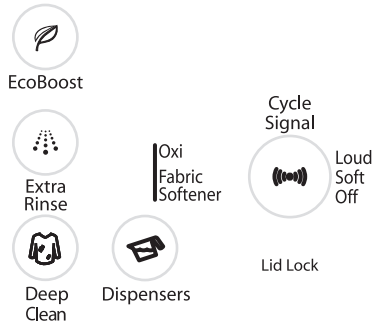 EcoBoost
Extra
Rinse
Deep
Clean
Oxi
Fabric
Softener
Dispensers
Cycle
Signal
Loud
Soft
Off
Lid Lock